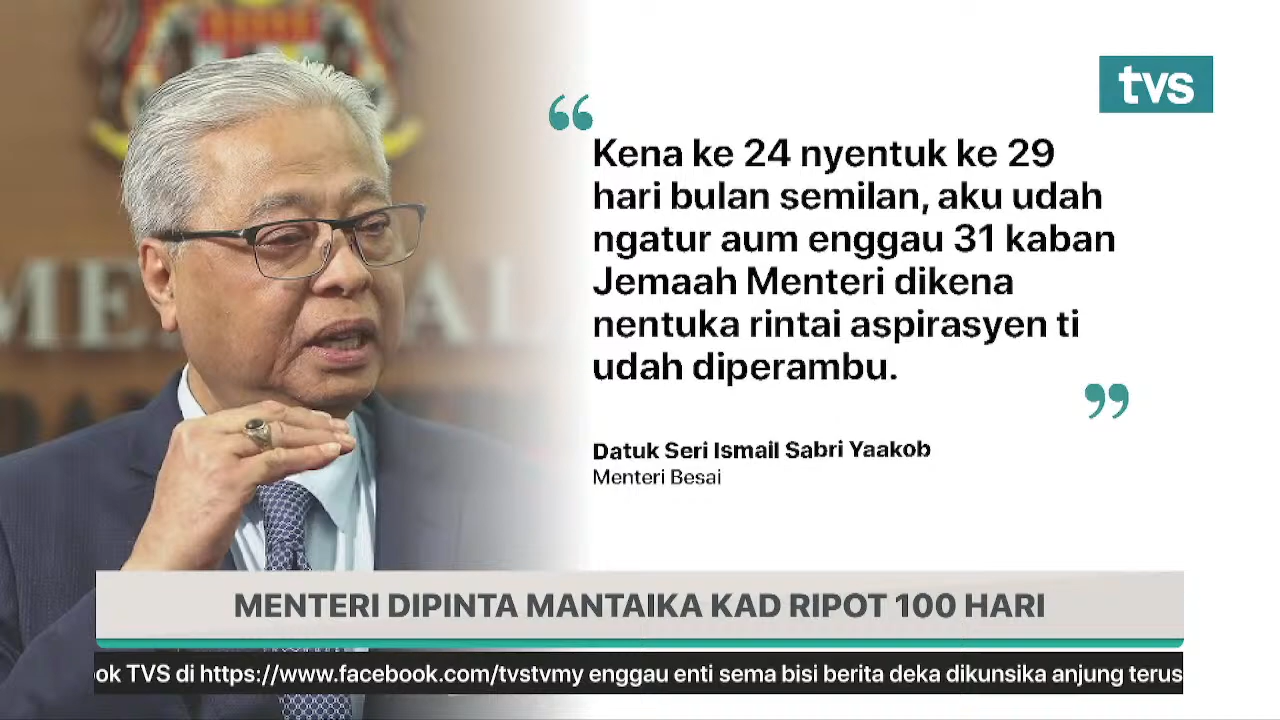 tvs
“
Kena ke 24 nyentuk ke 29
hari bulan semilan, aku udah
ngatur aum enggau 31 kaban
Jemaah Menteri dikena
nentuka rintai aspirasyen ti
udah diperambu.
”
Datuk Seri Ismail Sabri Yaakob
Menteri Besai
MENTERI DIPINTA MANTAIKA KAD RIPOT 100 HARI
ok TVS di https://www.facebook.com/tvstvmy enggau enti sema bisi berita deka dikunsika anjung terus